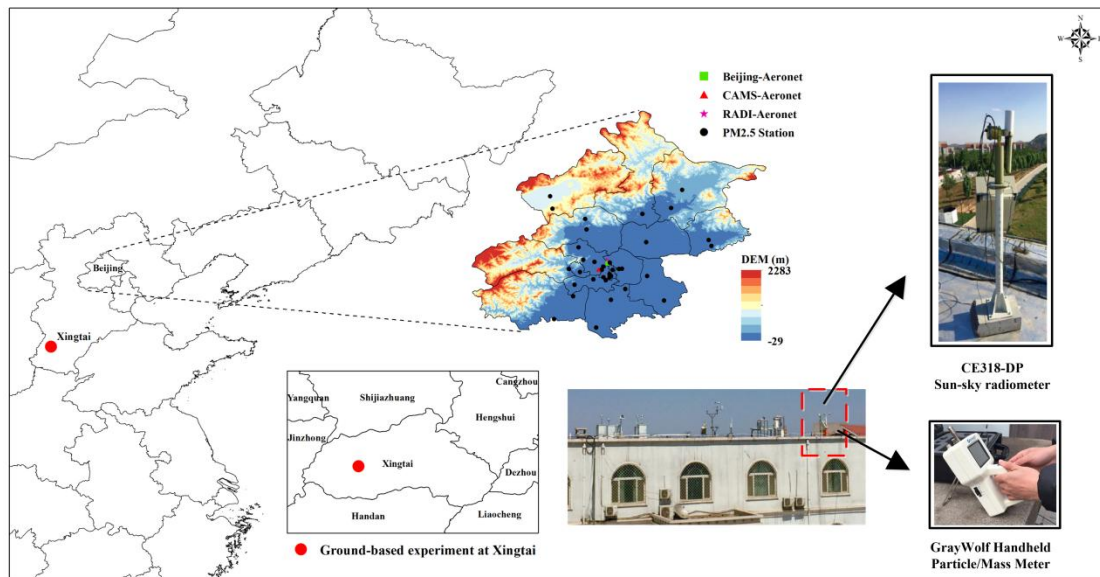 N
W
E
S
Beijing-Aeronet
CAMS-Aeronet
RADI-Aeronet
PM2.5 Station
DEM (m)
2283
-29
Beijing
Xingtai
CE318-DP
Sun-sky radiometer
Cangzhou
Yangquan
Shijiazhuang
Hengshui
Jinzhong
Xingtai
Dezhou
Handan
Liaocheng
Ground-based experiment at Xingtai
GrayWolf Handheld
Particle/Mass Meter